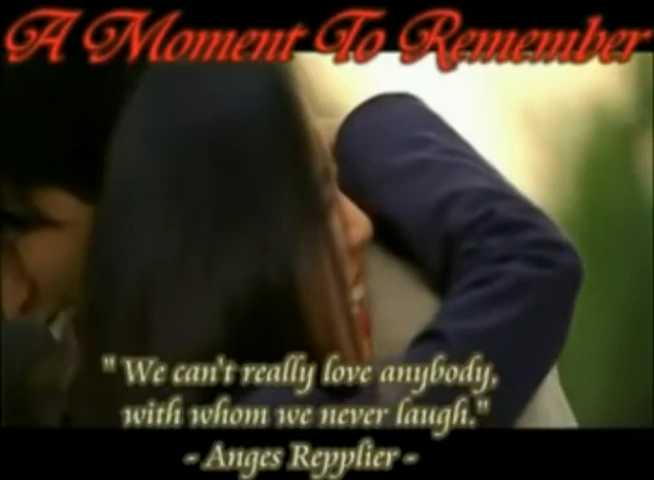 A Moment To Remember
" We can't really love anybody,
with whom we never laugh."
- Anges Repplier -